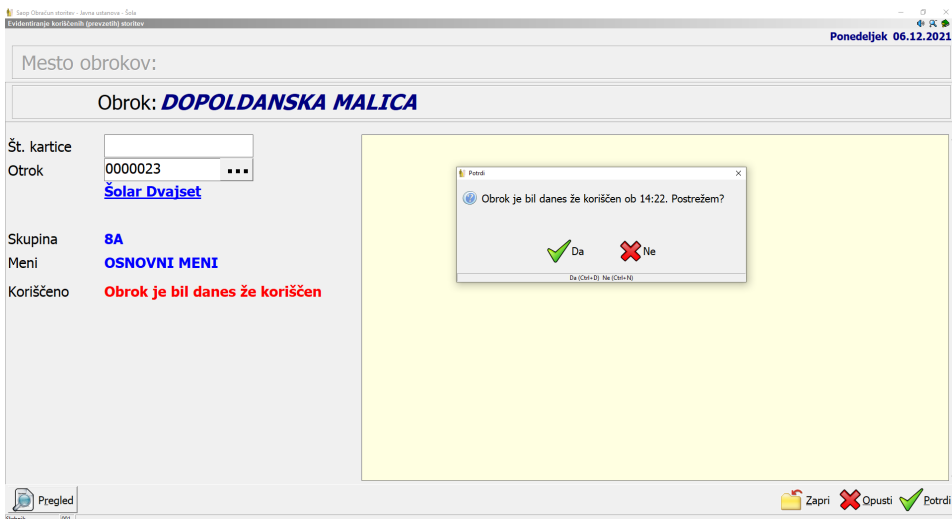 Saop Obračun storitev - Javna ustanova - Šola
Evidentiranje koriščenih (prevzetih) storitev
Ponedeljek 06.12.2021
Mesto obrokov:
Obrok: DOPOLDANSKA MALICA
Št. kartice
Otrok 0000023 ...
Šolar Dvajset
Skupina 8A
Meni OSNOVNI MENI
Koriščeno Obrok je bil danes že koriščen
Potrdi
Obrok je bil danes že koriščen ob 14:22. Postrežem?
Da Ne
Da (Ctrl+D) Ne (Ctrl+N)
Pregled Zapri Opusti Potrdi
001